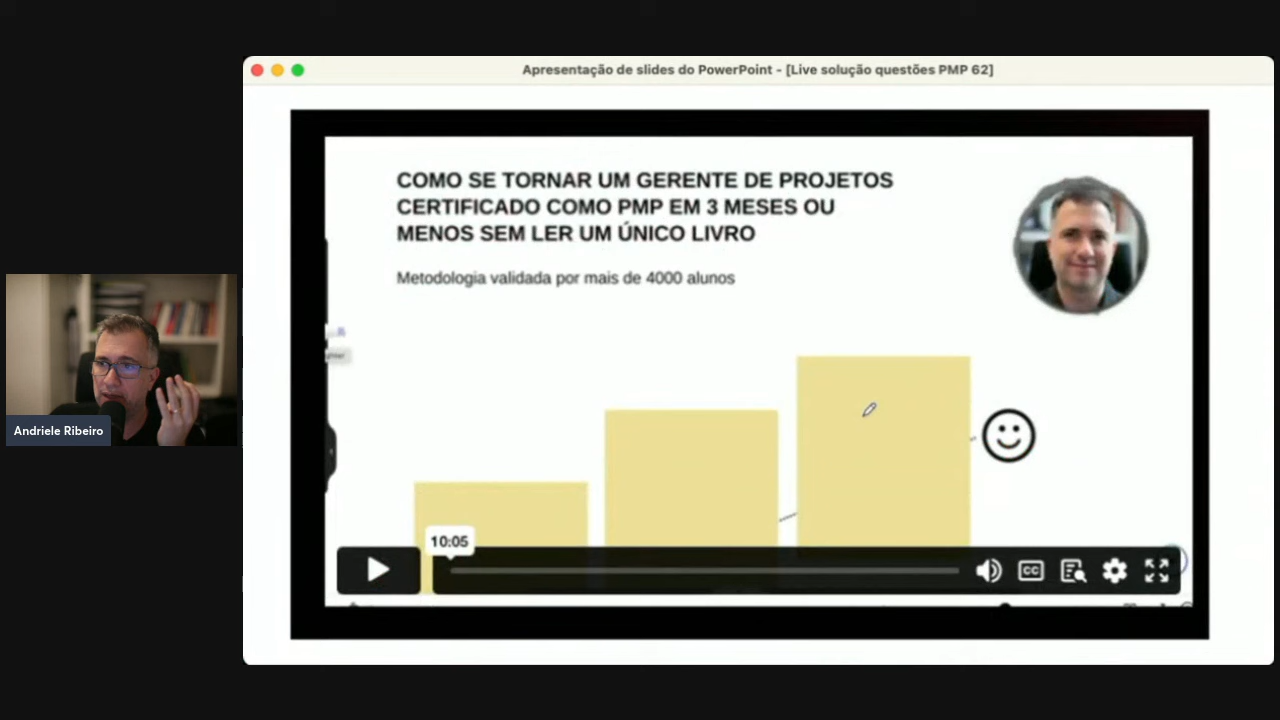 Apresentação de slides do PowerPoint - [Live solução questões PMP 62]
COMO SE TORNAR UM GERENTE DE PROJETOS
CERTIFICADO COMO PMP EM 3 MESES OU
MENOS SEM LER UM ÚNICO LIVRO
Metodologia validada por mais de 4000 alunos
Andriele Ribeiro
10:05
CC